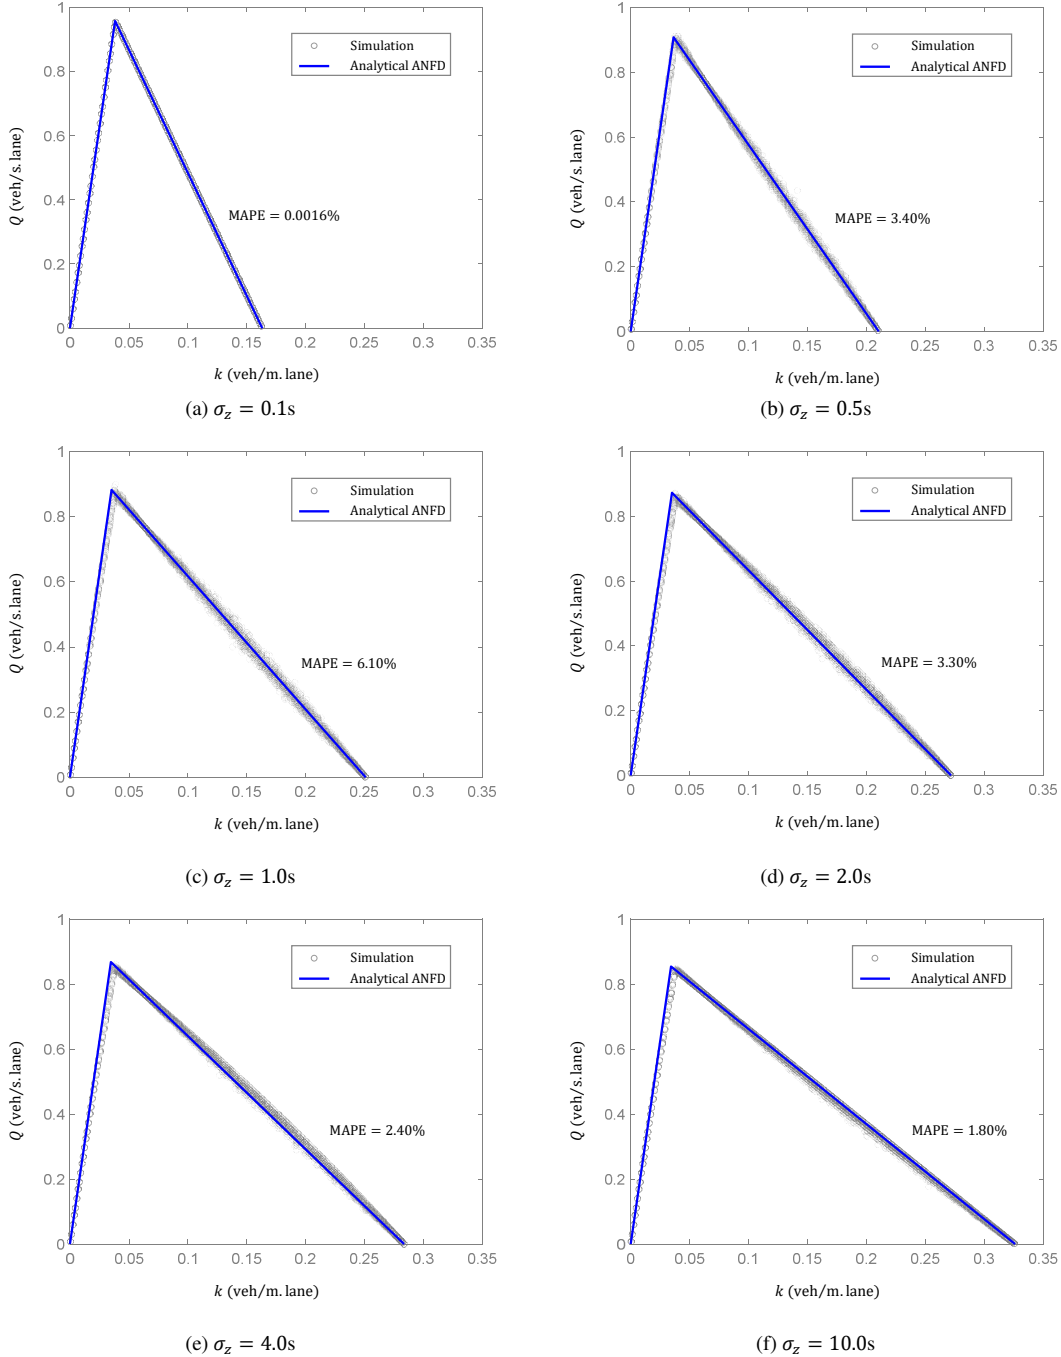 1
0.8
0.6
0.4
0.2
0
Q (veh/s.lane)
Simulation
Analytical ANFD
MAPE = 0.0016%
0 0.05 0.1 0.15 0.2 0.25 0.3 0.35
k (veh/m.lane)
(a) σz = 0.1s
1
0.8
0.6
0.4
0.2
0
Q (veh/s.lane)
Simulation
Analytical ANFD
MAPE = 3.40%
0 0.05 0.1 0.15 0.2 0.25 0.3 0.35
k (veh/m.lane)
(b) σz = 0.5s
1
0.8
0.6
0.4
0.2
0
Q (veh/s.lane)
Simulation
Analytical ANFD
MAPE = 6.10%
0 0.05 0.1 0.15 0.2 0.25 0.3 0.35
k (veh/m.lane)
(c) σz = 1.0s
1
0.8
0.6
0.4
0.2
0
Q (veh/s.lane)
Simulation
Analytical ANFD
MAPE = 3.30%
0 0.05 0.1 0.15 0.2 0.25 0.3 0.35
k (veh/m.lane)
(d) σz = 2.0s
1
0.8
0.6
0.4
0.2
0
Q (veh/s.lane)
Simulation
Analytical ANFD
MAPE = 2.40%
0 0.05 0.1 0.15 0.2 0.25 0.3 0.35
k (veh/m.lane)
(e) σz = 4.0s
1
0.8
0.6
0.4
0.2
0
Q (veh/s.lane)
Simulation
Analytical ANFD
MAPE = 1.80%
0 0.05 0.1 0.15 0.2 0.25 0.3 0.35
k (veh/m.lane)
(f) σz = 10.0s